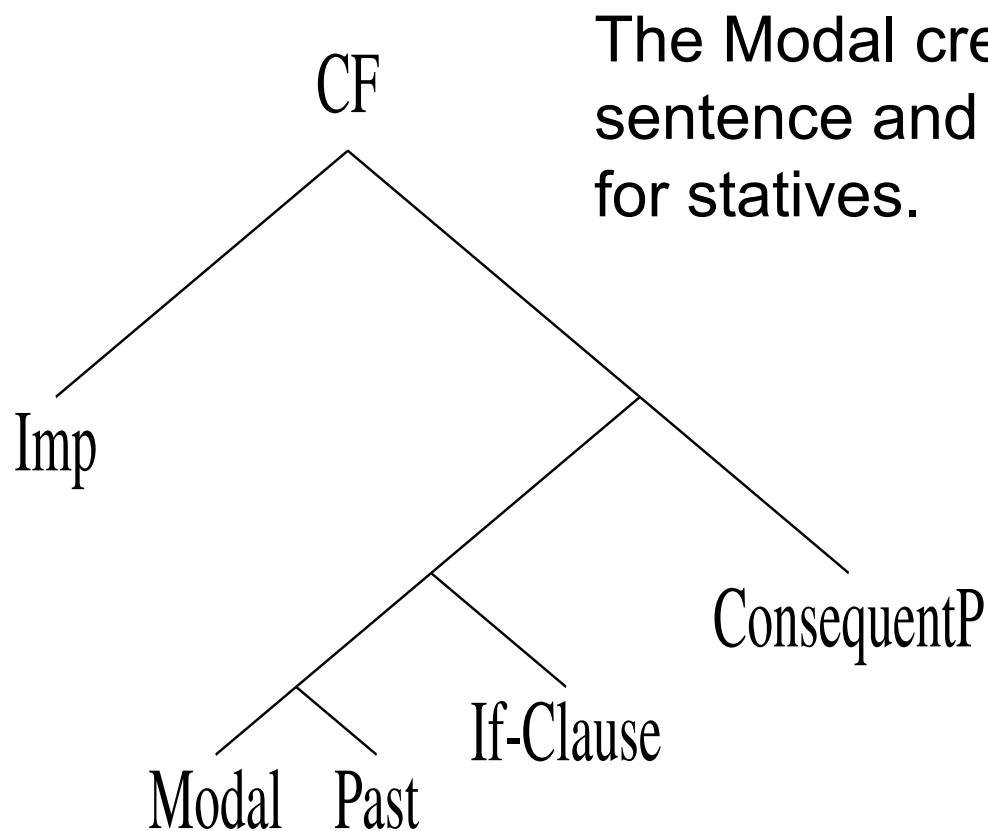 The Modal cre
sentence and
for statives.
CF
Imp
ConsequentP
If-Clause
Modal Past